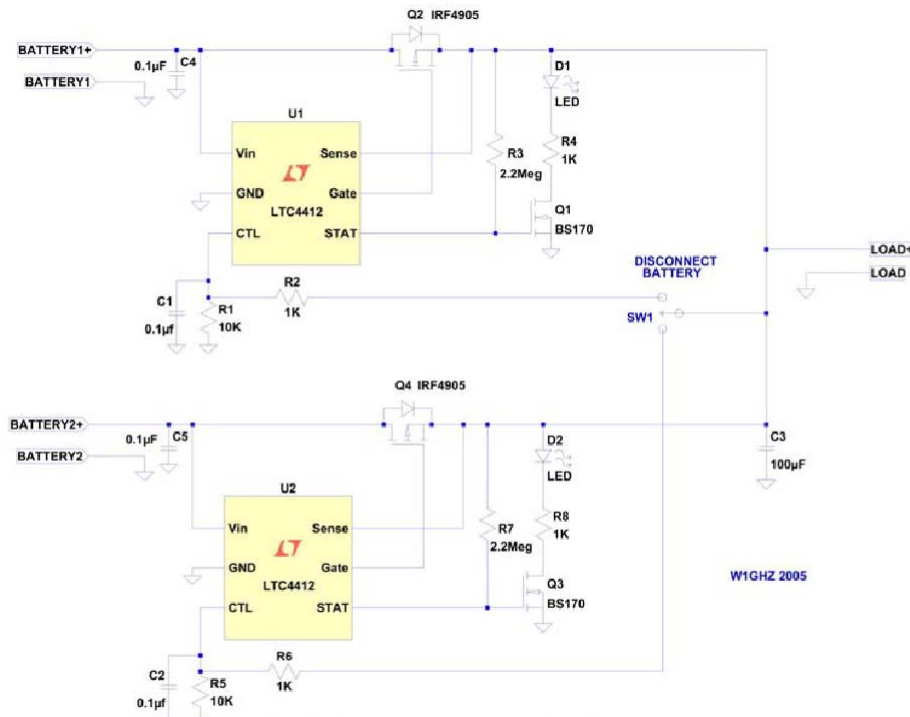 Q2 IRF4905
BATTERY1+
0.1µF
C4
BATTERY1
D1
LED
U1
Vin
Sense
R3
2.2Meg
R4
1K
GND
Gate
LTC4412
CTL
STAT
Q1
BS170
LOAD+
LOAD
DISCONNECT
BATTERY
R2
1K
C1
0.1µf
R1
10K
SW1
Q4 IRF4905
BATTERY2+
0.1µF
C5
BATTERY2
D2
LED
C3
100µF
U2
Vin
Sense
R7
2.2Meg
R8
1K
GND
Gate
LTC4412
Q3
BS170
W1GHZ 2005
CTL
STAT
R6
1K
C2
0.1µf
R5
10K